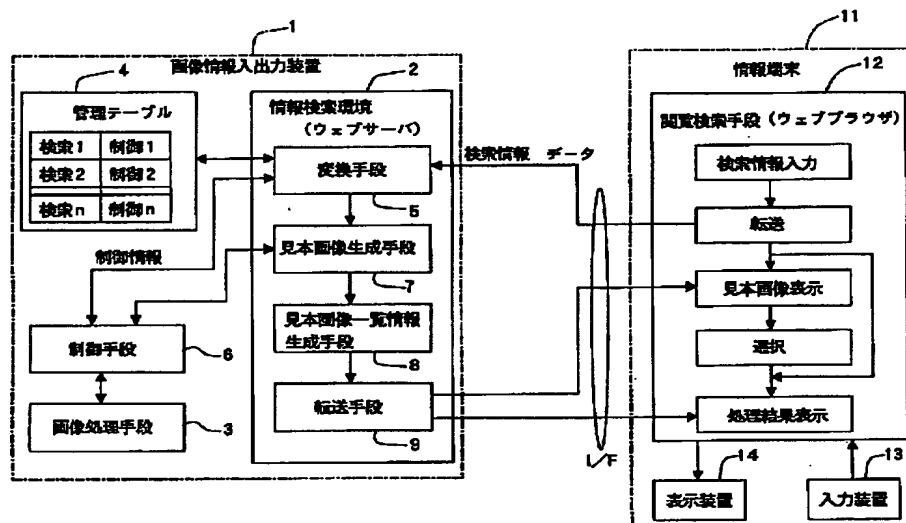 1
画像情報入出力装置
4
管理テーブル
検索1 制御1
検索2 制御2
検索n 制御n
2
情報検索環境
(ウェブサーバ)
変換手段
5
見本画像生成手段
7
見本画像一覧情報
生成手段
8
転送手段
9
制御情報
制御手段
6
画像処理手段
3
検索情報 データ
I/F
11
情報端末
12
閲覧検索手段(ウェブブラウザ)
検索情報入力
転送
見本画像表示
選択
処理結果表示
14
表示装置
13
入力装置